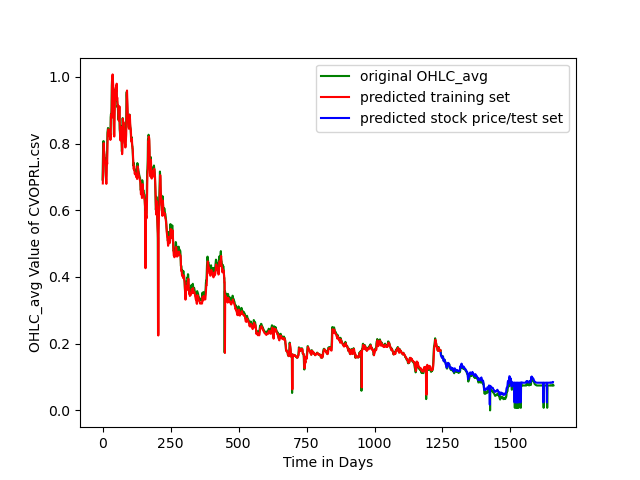 original OHLC_avg
predicted training set
predicted stock price/test set
OHLC_avg Value of CVOPRL.csv
1.0
0.8
0.6
0.4
0.2
0.0
0 250 500 750 1000 1250 1500
Time in Days